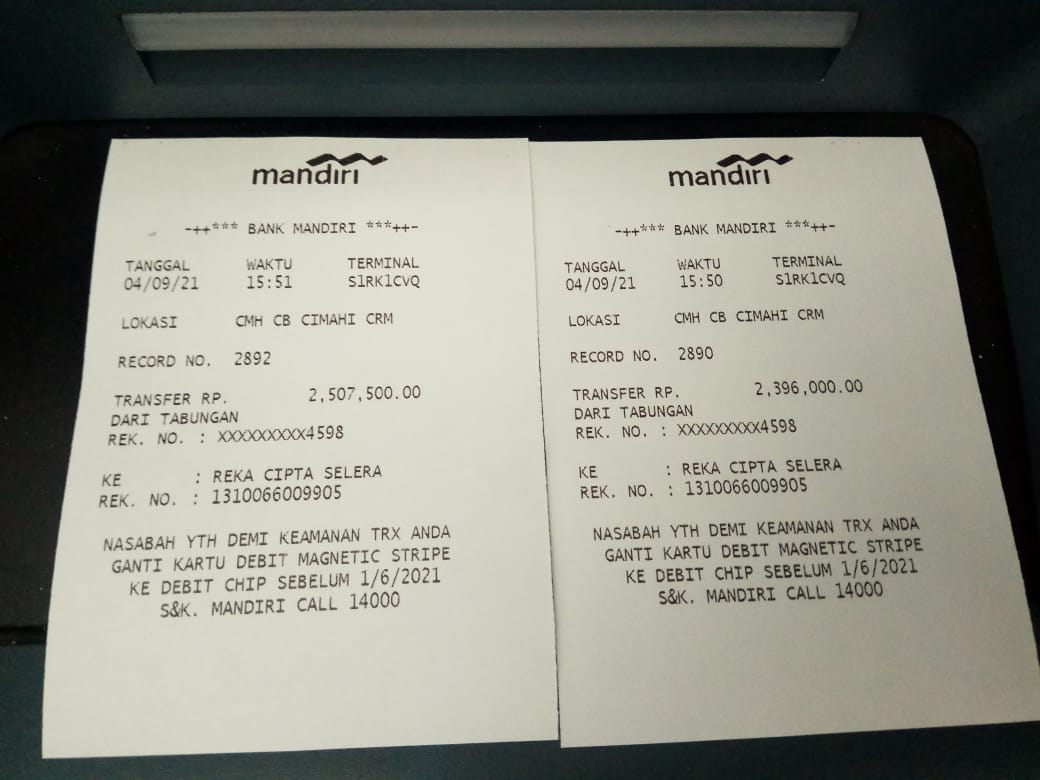 mandiri
-++*** BANK MANDIRI ***++-
TANGGAL WAKTU TERMINAL
04/09/21 15:51 S1RK1CVQ
LOKASI CMH CB CIMAHI CRM
RECORD NO. 2892
TRANSFER RP. 2,507,500.00
DARI TABUNGAN
REK. NO. : XXXXXXXXX4598
KE : REKA CIPTA SELERA
REK. NO. : 1310066009905
NASABAH YTH DEMI KEAMANAN TRX ANDA
GANTI KARTU DEBIT MAGNETIC STRIPE
KE DEBIT CHIP SEBELUM 1/6/2021
S&K. MANDIRI CALL 14000
mandiri
-++*** BANK MANDIRI ***++-
TANGGAL WAKTU TERMINAL
04/09/21 15:50 S1RK1CVQ
LOKASI CMH CB CIMAHI CRM
RECORD NO. 2890
TRANSFER RP. 2,396,000.00
DARI TABUNGAN
REK. NO. : XXXXXXXXX4598
KE : REKA CIPTA SELERA
REK. NO. : 1310066009905
NASABAH YTH DEMI KEAMANAN TRX ANDA
GANTI KARTU DEBIT MAGNETIC STRIPE
KE DEBIT CHIP SEBELUM 1/6/2021
S&K. MANDIRI CALL 14000